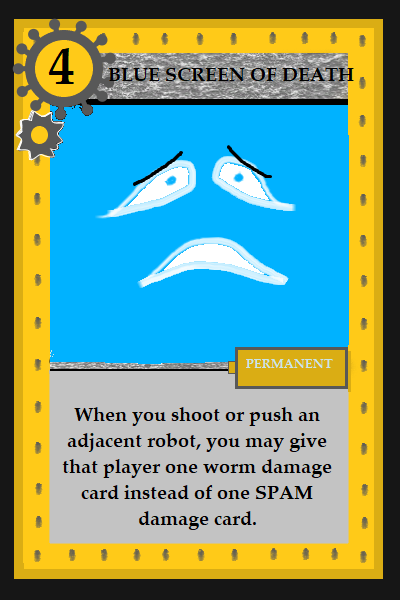 4
BLUE SCREEN OF DEATH
PERMANENT
When you shoot or push an
adjacent robot, you may give
that player one worm damage
card instead of one SPAM
damage card.